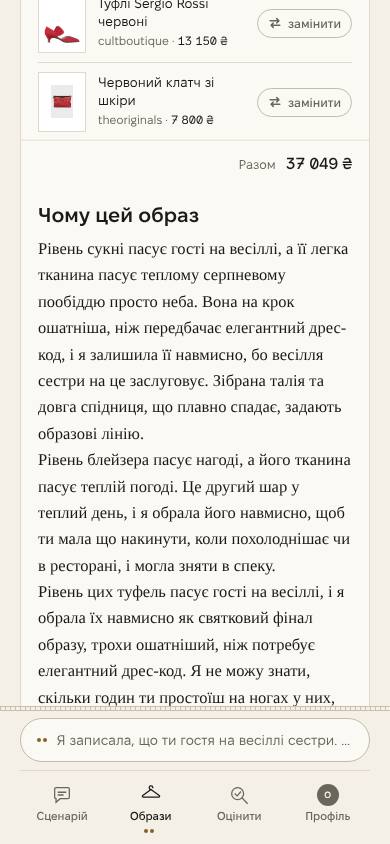 Туфлі Sergio Rossi
червоні
cultboutique · 13 150 ₴
замінити
Червоний клатч зі
шкіри
theoriginals · 7 800 ₴
замінити
Разом 37 049 ₴
Чому цей образ
Рівень сукні пасує гості на весіллі, а її легка
тканина пасує теплому серпневому
пообіддю просто неба. Вона на крок
ошатніша, ніж передбачає елегантний дрес-
код, і я залишила її навмисно, бо весілля
сестри на це заслуговує. Зібрана талія та
довга спідниця, що плавно спадає, задають
образові лінію.
Рівень блейзера пасує нагоді, а його тканина
пасує теплій погоді. Це другий шар у
теплий день, і я обрала його навмисно, щоб
ти мала що накинути, коли похолоднішає чи
в ресторані, і могла зняти в спеку.
Рівень цих туфель пасує гості на весіллі, і я
обрала їх навмисно як святковий фінал
образу, трохи ошатніший, ніж потребує
елегантний дрес-код. Я не можу знати,
скільки годин ти простоїш на ногах у них,
Я записала, що ти гостя на весіллі сестри. ...
Сценарій
Образи
Оцінити
О
Профіль